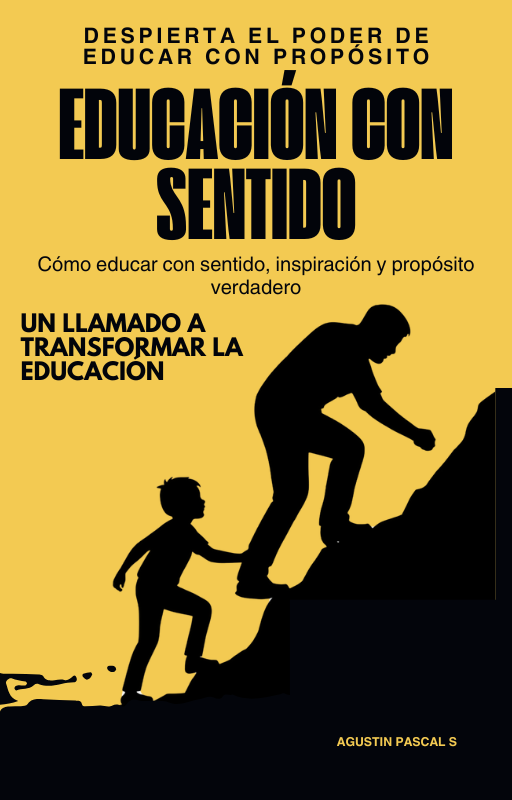 DESPIERTA EL PODER DE
EDUCAR CON PROPÓSITO
EDUCACIÓN CON
SENTIDO
Cómo educar con sentido, inspiración y propósito
verdadero
UN LLAMADO A
TRANSFORMAR LA
EDUCACIÓN
AGUSTIN PASCAL S